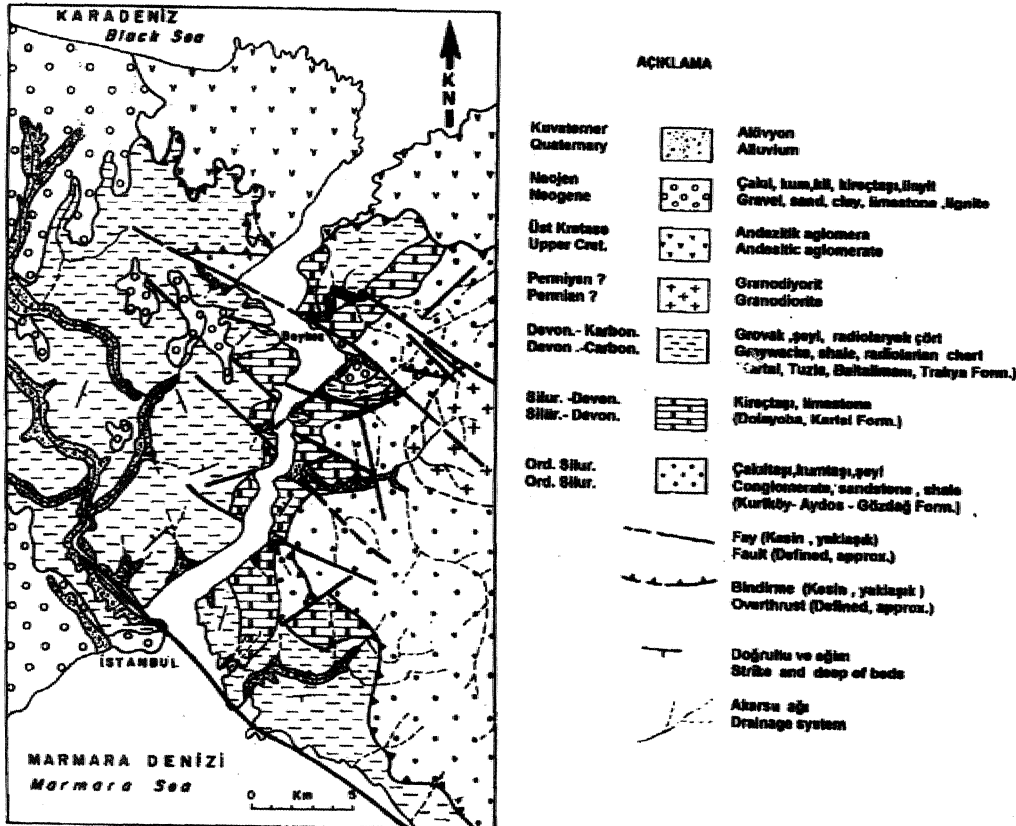 KARADENİZ
Black Sea
KN
Beykoz
İSTANBUL
MARMARA DENİZİ
Marmara Sea
0 Km 5
AÇIKLAMA
Kuvaterner
Quaternary
Alüvyon
Alluvium
Neojen
Neogene
Çakıl, kum,kil, kireçtaşı,linyit
Gravel, sand, clay, limestone ,lignite
Üst Kretase
Upper Cret.
Andezitik aglomera
Andesitic aglomerate
Permiyen ?
Permian ?
Granodiyorit
Granodiorite
Devon.- Karbon.
Devon .-Carbon.
Grovak ,şeyl, radiolaryalı çört
Graywacke, shale, radiolarian chert
Kartal, Tuzla, Baltalimanı, Trakya Form.)
Silur. -Devon.
Silür.- Devon.
Kireçtaşı, limestone
(Dolayoba, Kartal Form.)
Ord. Silur.
Ord. Silur.
Çakıltaşı,kumtaşı,şeyl
Conglomerate, sandstone , shale
(Kurtköy- Aydos - Gözdağ Form.)
Fay (Kesin , yaklaşık)
Fault (Defined, approx.)
Bindirme (Kesin , yaklaşık )
Overthrust (Defined, approx.)
Doğrultu ve eğim
Strike and deep of beds
Akarsu ağı
Drainage system